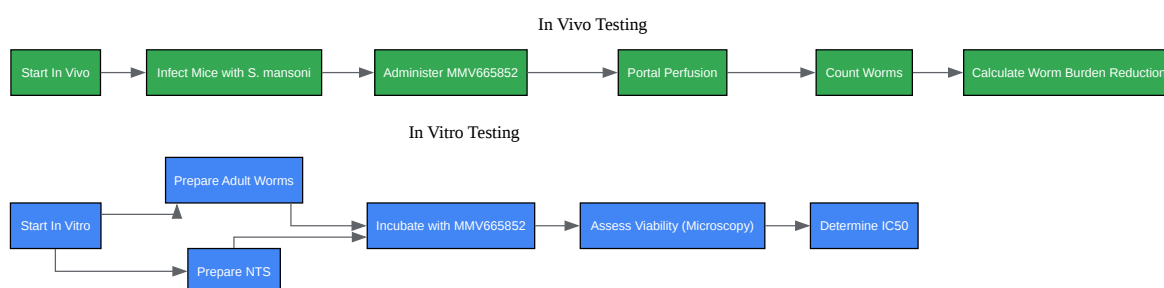 In Vivo Testing
Start In Vivo
Infect Mice with S. mansoni
Administer MMV665852
Portal Perfusion
Count Worms
Calculate Worm Burden Reduction
In Vitro Testing
Prepare Adult Worms
Start In Vitro
Incubate with MMV665852
Assess Viability (Microscopy)
Determine IC50
Prepare NTS